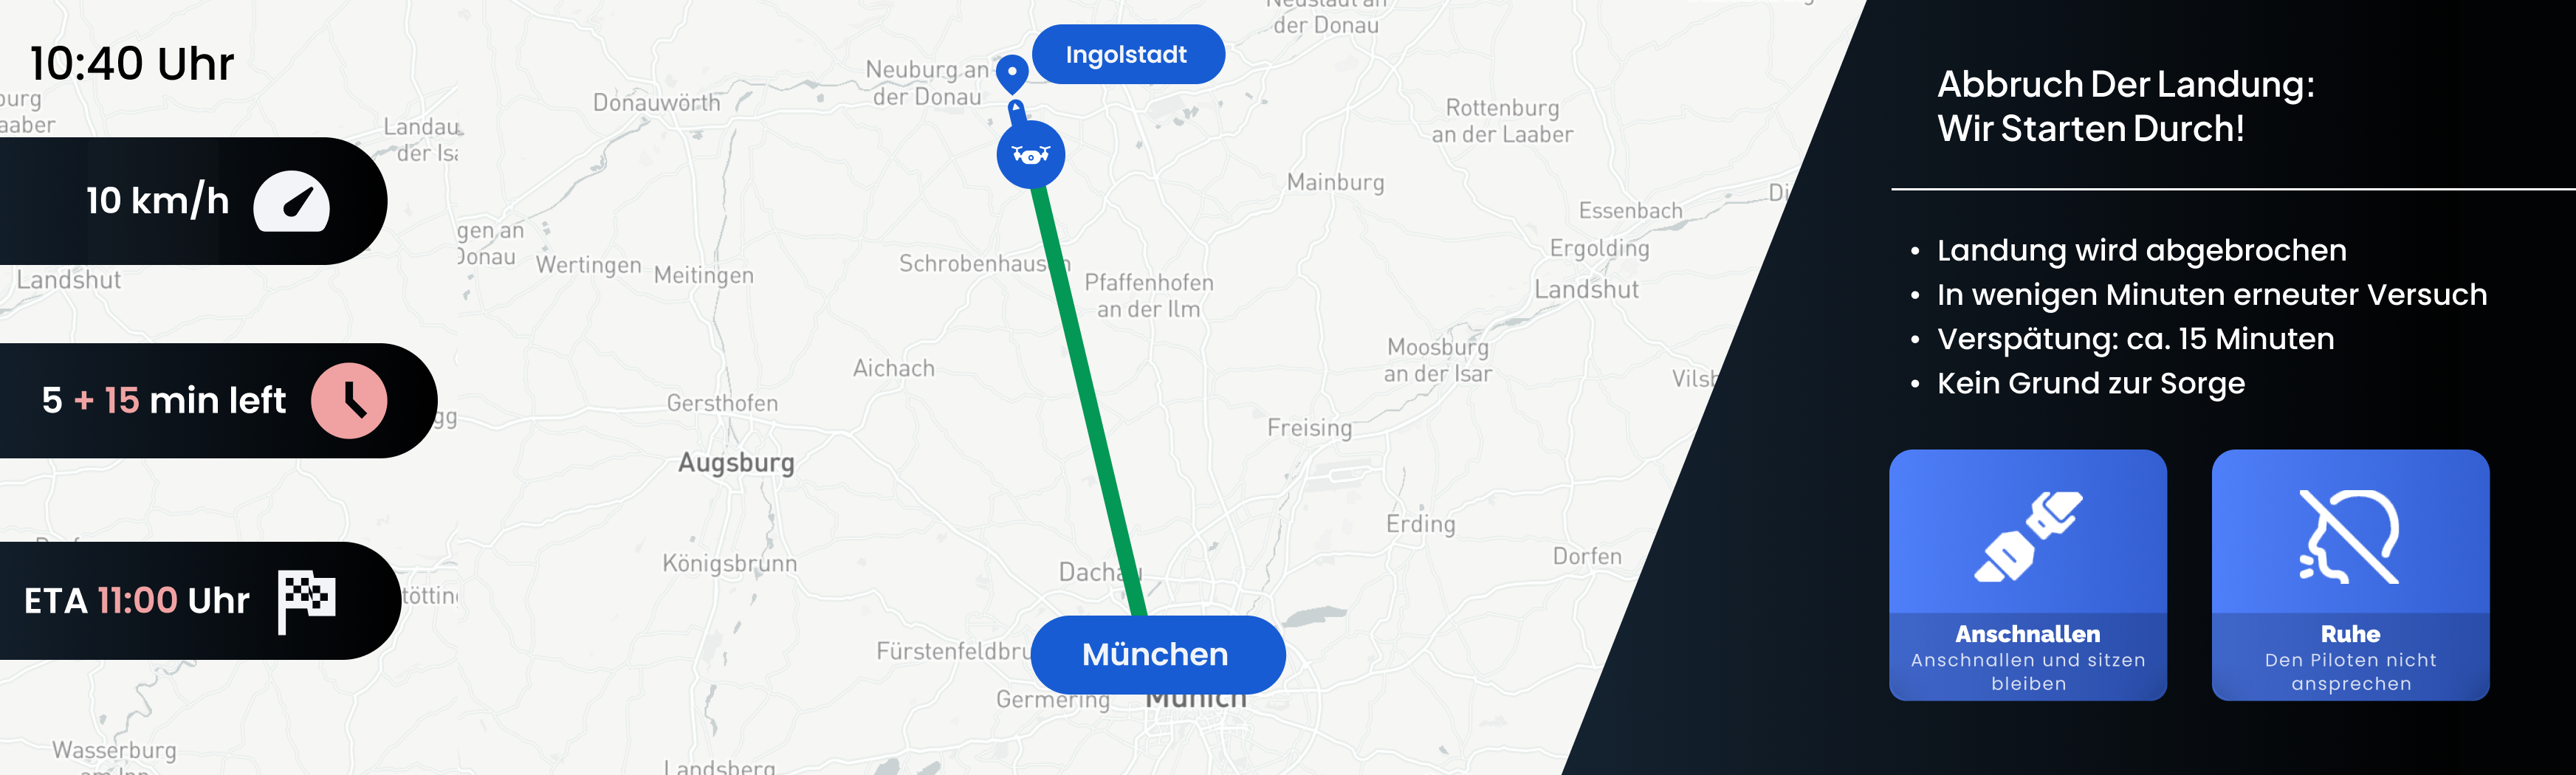 10:40 Uhr
10 km/h
5 + 15 min left
ETA 11:00 Uhr
Landshut
Landau
Wasserburg
am Inn
Donauwörth
Wertingen
Meitingen
Gersthofen
Augsburg
Königsbrunn
Landsberg
Neuburg an
der Donau
Ingolstadt
Schrobenhausen
Pfaffenhofen
an der Ilm
Aichach
Dachau
Fürstenfeldbru
München
Germering
Munich
Neustadt an
der Donau
Rottenburg
an der Laaber
Mainburg
Essenbach
Ergolding
Landshut
Moosburg
an der Isar
Freising
Erding
Dorfen
Vilsb
Abbruch Der Landung:
Wir Starten Durch!
• Landung wird abgebrochen
• In wenigen Minuten erneuter Versuch
• Verspätung: ca. 15 Minuten
• Kein Grund zur Sorge
Anschnallen
Anschnallen und sitzen
bleiben
Ruhe
Den Piloten nicht
ansprechen